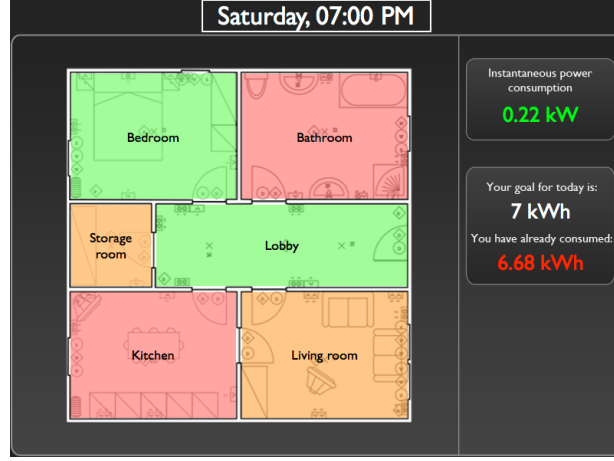 Saturday, 07:00 PM
Instantaneous power
consumption
0.22 kW
Bedroom
Bathroom
Your goal for today is:
7 kWh
You have already consumed:
6.68 kWh
Storage
room
Lobby
Kitchen
Living room